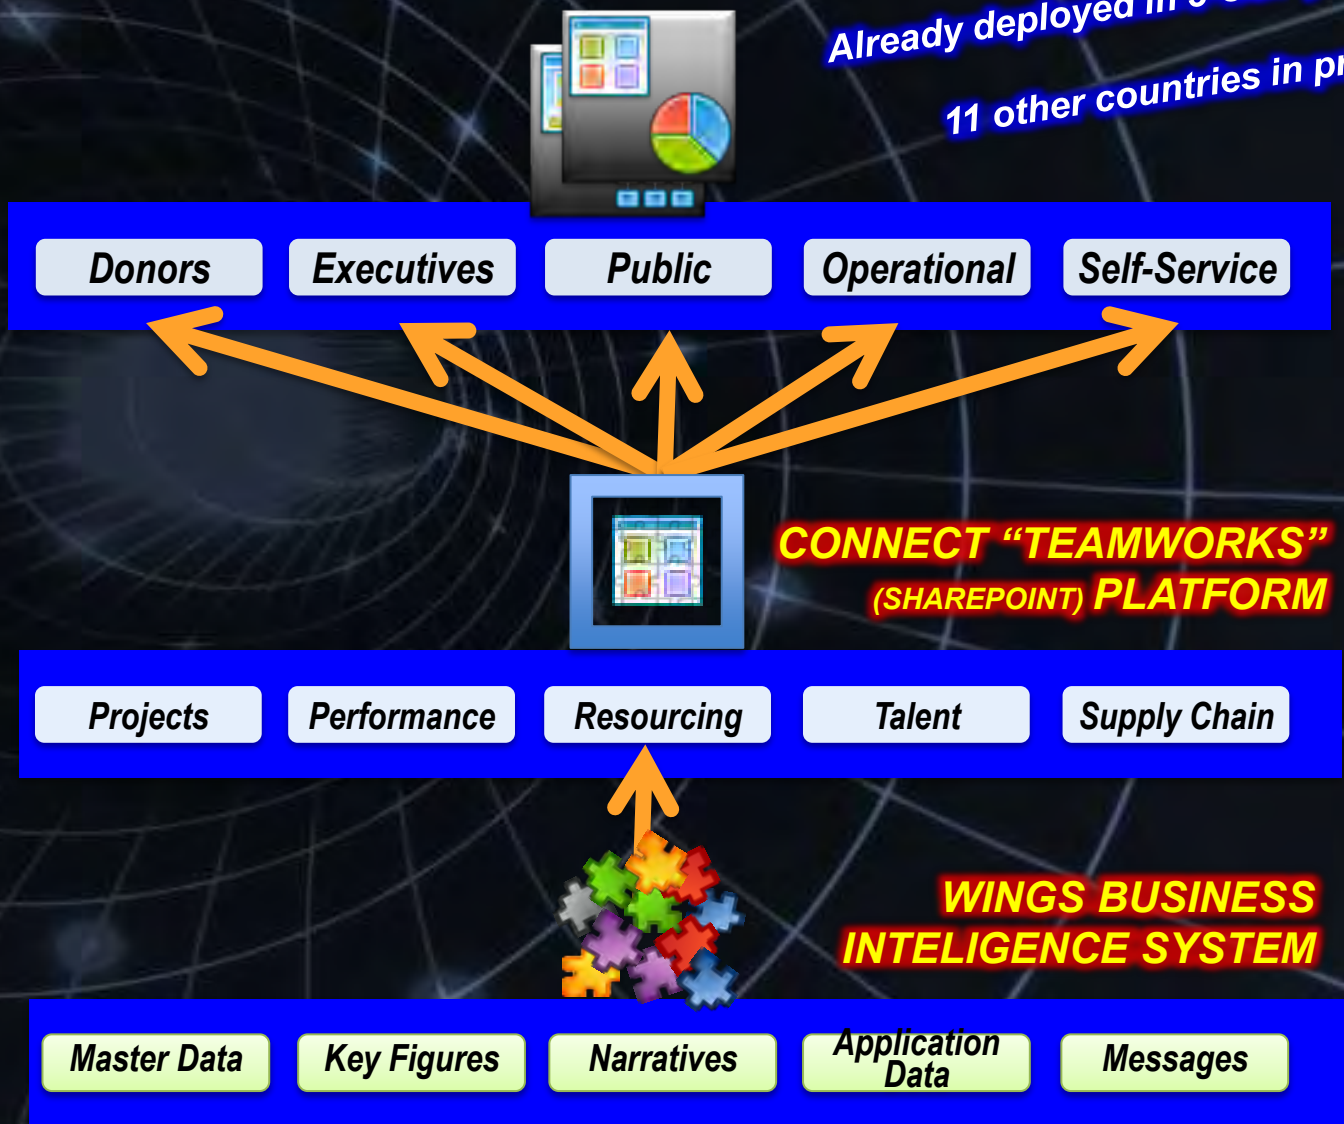 Already deployed in
11 other countries in
Donors
Executives
Public
Operational
Self-Service
CONNECT “TEAMWORKS”
(SHAREPOINT) PLATFORM
Projects
Performance
Resourcing
Talent
Supply Chain
WINGS BUSINESS
INTELIGENCE SYSTEM
Master Data
Key Figures
Narratives
Application
Data
Messages